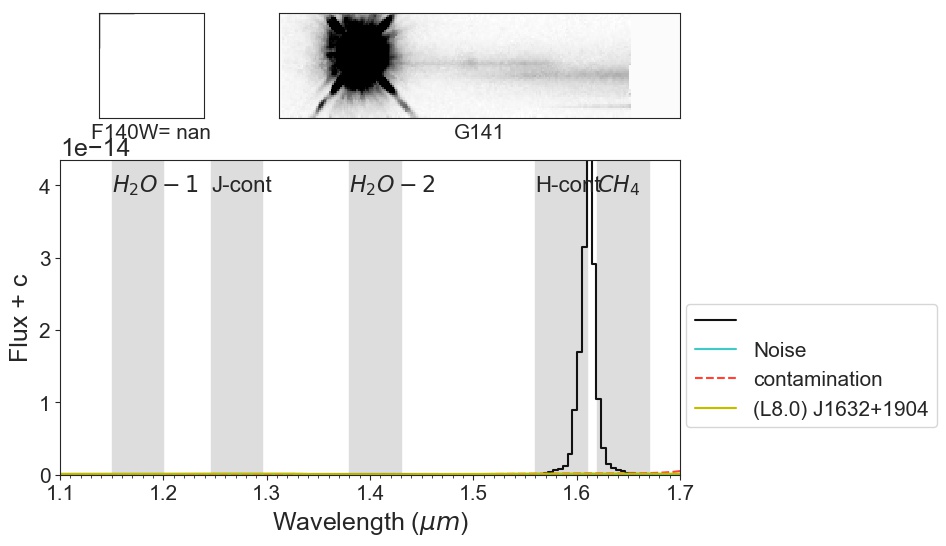 F140W= nan
G141
1e−14
H₂O − 1 J-cont H₂O − 2 H-cont CH₄
4
3
2
1
0
Flux + c
1.1 1.2 1.3 1.4 1.5 1.6 1.7
Wavelength (μm)
Noise
contamination
(L8.0) J1632+1904